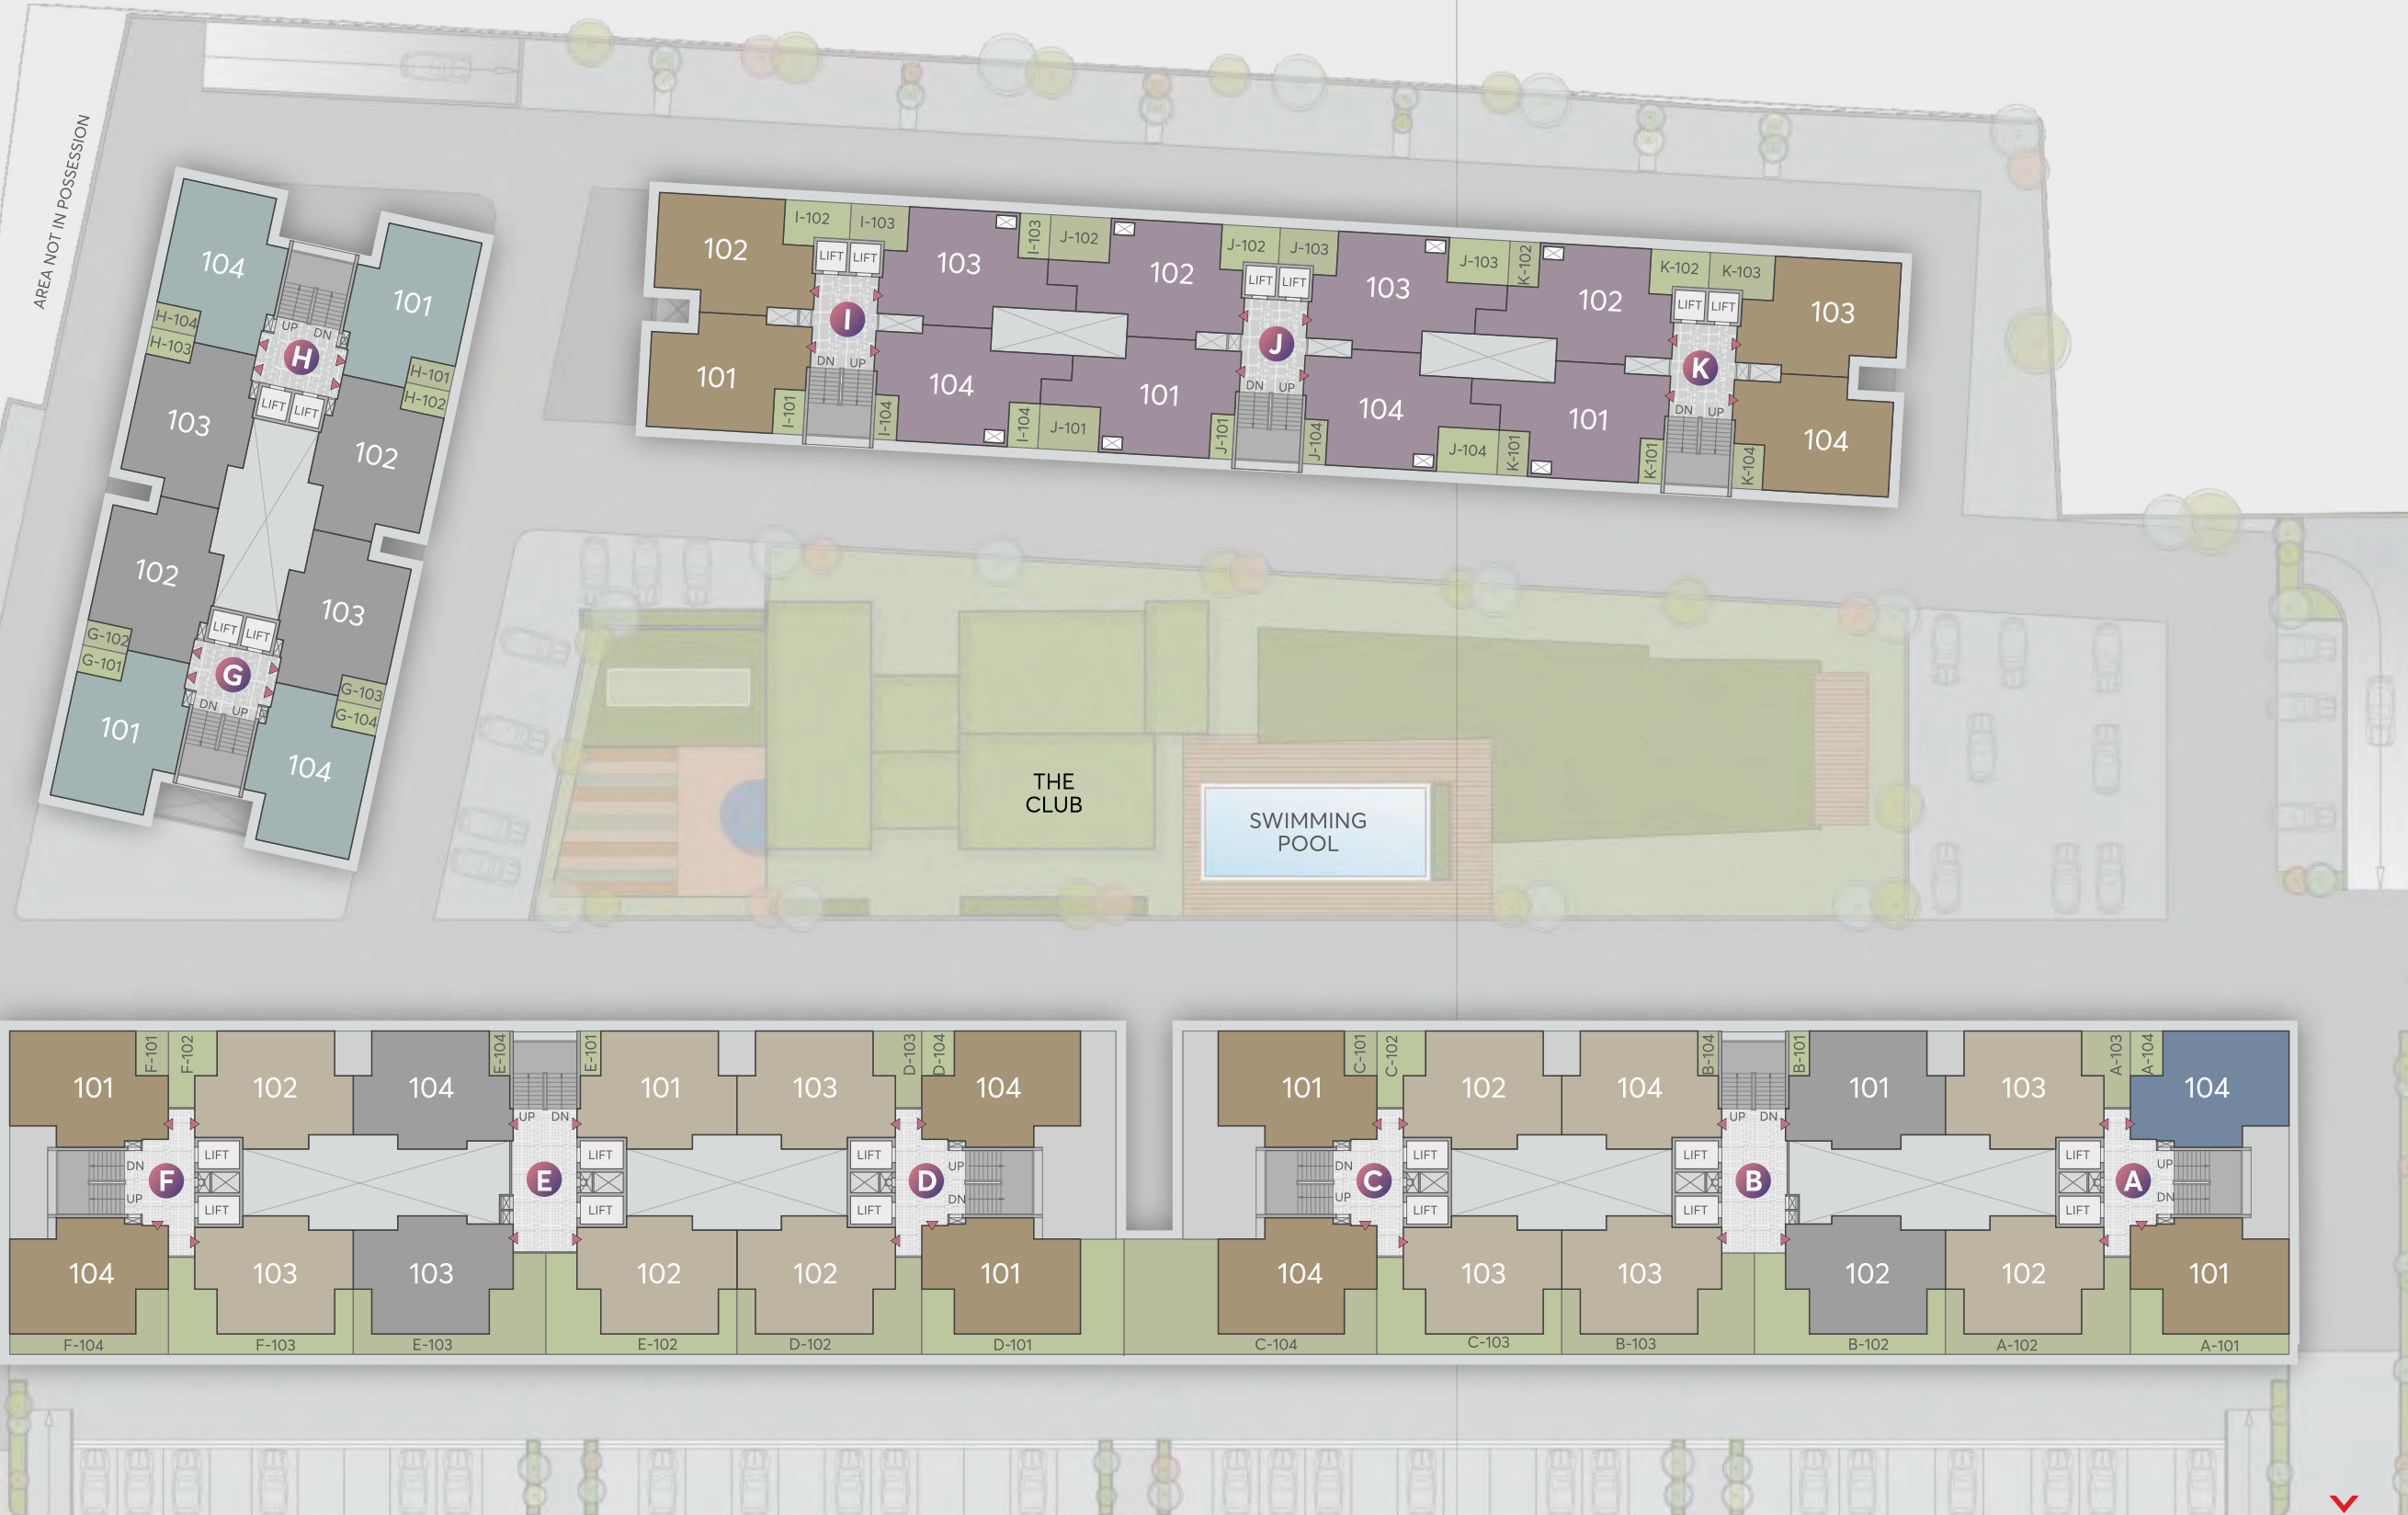 AREA NOT IN POSSESSION
104
101
H-104
H-103
UP
DN
H
H-101
H-102
LIFT
LIFT
103
102
102
103
LIFT
LIFT
G-102
G-101
G
G-103
G-104
DN
UP
101
104
102
I-102
I-103
LIFT
LIFT
103
I-103
J-102
102
J-102
J-103
LIFT
LIFT
103
J-103
K-102
102
K-102
K-103
LIFT
LIFT
103
I
J
K
DN
UP
DN
UP
DN
UP
101
I-101
I-104
104
I-104
J-101
101
J-101
J-104
104
J-104
K-101
101
K-101
K-104
104
THE
CLUB
SWIMMING
POOL
101
F-101
F-102
102
104
E-104
E-101
101
103
D-103
D-104
104
UP
DN
DN
UP
F
LIFT
LIFT
E
LIFT
LIFT
LIFT
LIFT
D
UP
DN
104
103
103
102
102
101
F-104
F-103
E-103
E-102
D-102
D-101
101
C-101
C-102
102
104
B-104
B-101
101
103
A-103
A-104
104
UP
DN
DN
UP
C
LIFT
LIFT
LIFT
LIFT
B
LIFT
LIFT
A
UP
DN
104
103
103
102
102
101
C-104
C-103
B-103
B-102
A-102
A-101